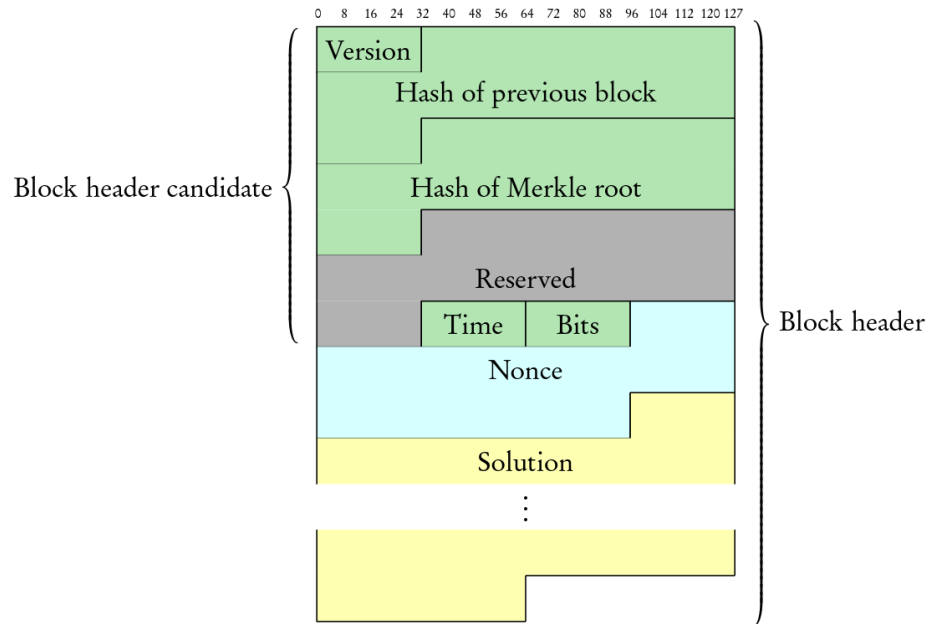 0 8 16 24 32 40 48 56 64 72 80 88 96 104 112 120 127
Version
Hash of previous block
Block header candidate
Hash of Merkle root
Reserved
Time Bits
Block header
Nonce
Solution
⋮